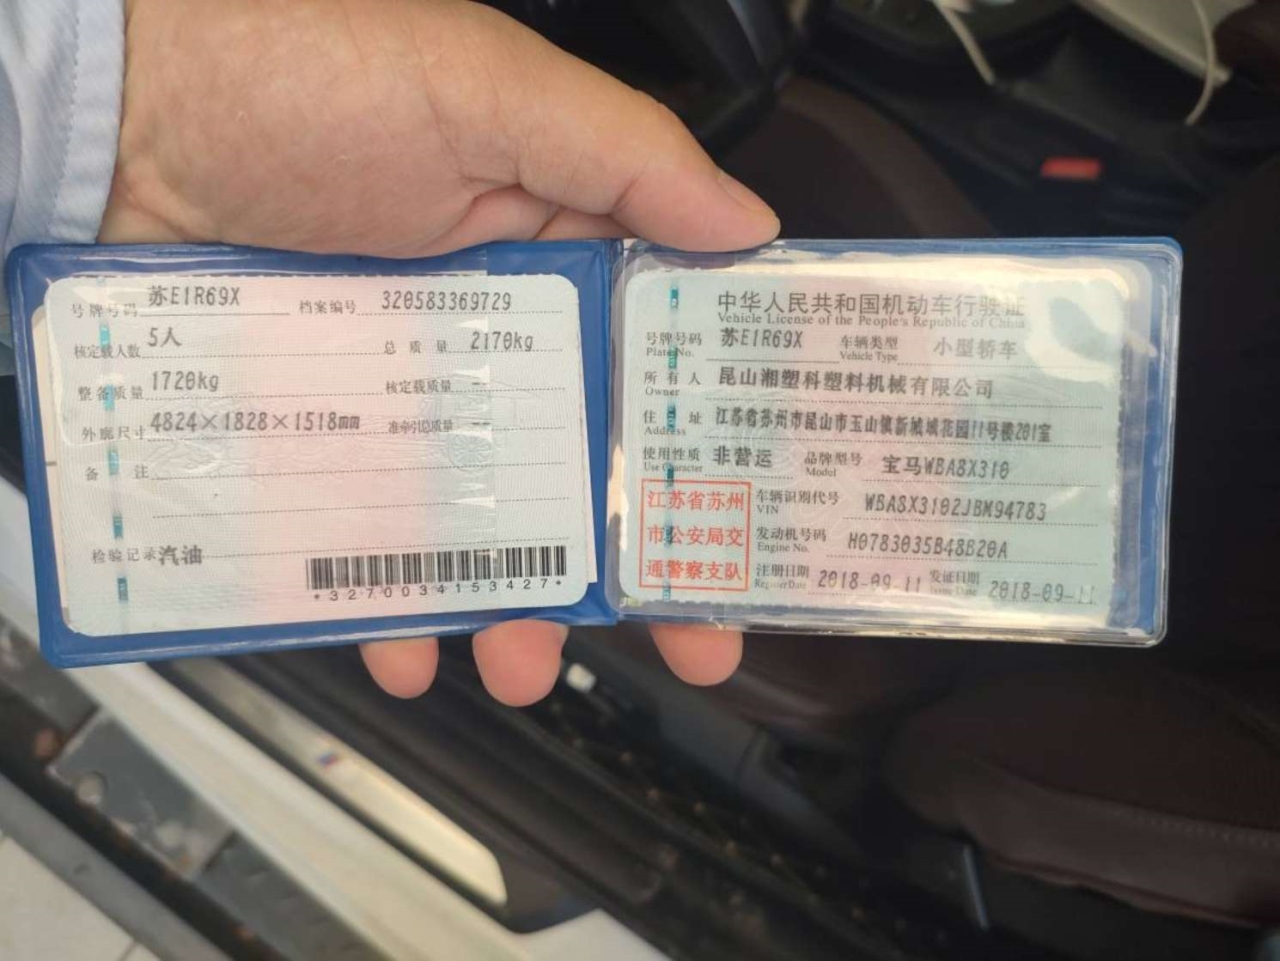 号牌号码 苏E1R69X 档案编号 320583369729
核定载人数 5人 总质量 2170kg
整备质量 1720kg 核定载质量 --
外廓尺寸 4824×1828×1518mm 准牵引总质量 --
备注
检验记录 汽油
*3270034153427*
中华人民共和国机动车行驶证
Vehicle License of the People's Republic of China
号牌号码 苏E1R69X 车辆类型 小型轿车
Plate No. Vehicle Type
所有人 昆山湘塑科塑料机械有限公司
Owner
住址 江苏省苏州市昆山市玉山镇新城域花园11号楼201室
Address
使用性质 非营运 品牌型号 宝马WBA8X310
Use Character Model
江苏省苏州
市公安局交
通警察支队
车辆识别代号 WBA8X3102JBM94783
VIN
发动机号码 H0783035B48B20A
Engine No.
注册日期 2018-09-11 发证日期 2018-09-11
Register Date Issue Date